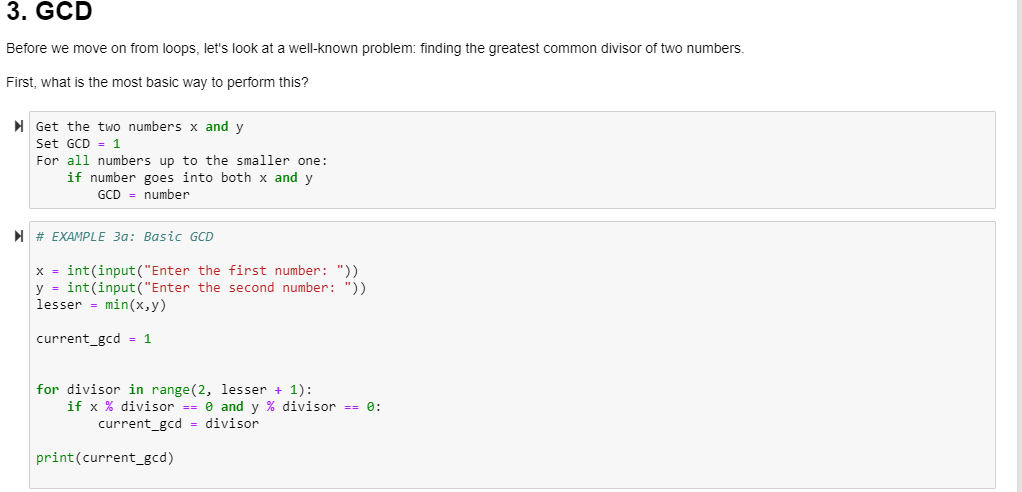 3. GCD
Before we move on from loops, let's look at a well-known problem: finding the greatest common divisor of two numbers.
First, what is the most basic way to perform this?
Get the two numbers x and y
Set GCD = 1
For all numbers up to the smaller one:
    if number goes into both x and y
        GCD = number
# EXAMPLE 3a: Basic GCD
x = int(input("Enter the first number: "))
y = int(input("Enter the second number: "))
lesser = min(x,y)
current_gcd = 1
for divisor in range(2, lesser + 1):
    if x % divisor == 0 and y % divisor == 0:
        current_gcd = divisor
print(current_gcd)